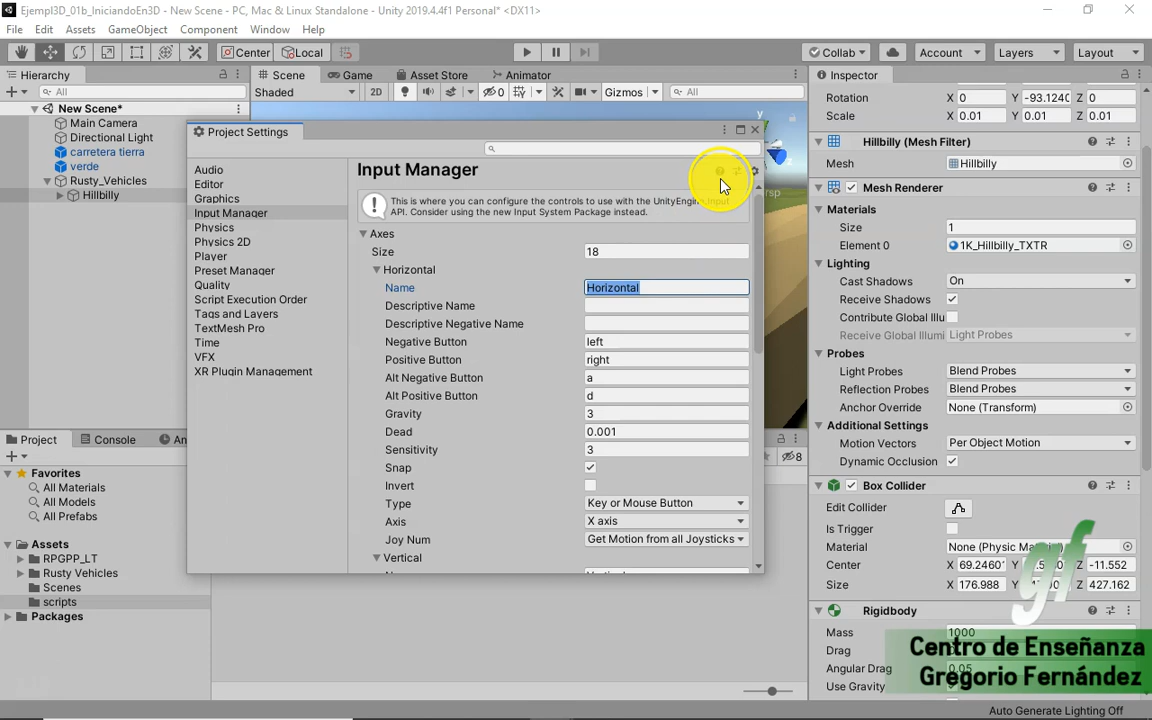 Ejempl3D_01b_IniciandoEn3D - New Scene - PC, Mac & Linux Standalone - Unity 2019.4.4f1 Personal* <DX11>
File Edit Assets GameObject Component Window Help
Center Local Collab Account Layers Layout
Hierarchy
All
New Scene*
Main Camera
Directional Light
carretera tierra
verde
Rusty_Vehicles
Hillbilly
Scene Game Asset Store Animator
Shaded 2D 0 Gizmos All
y
Project Settings
Audio
Editor
Graphics
Input Manager
Physics
Physics 2D
Player
Preset Manager
Quality
Script Execution Order
Tags and Layers
TextMesh Pro
Time
VFX
XR Plugin Management
Input Manager
This is where you can configure the controls to use with the UnityEngine.Input
API. Consider using the new Input System Package instead.
Axes
Size 18
Horizontal
Name Horizontal
Descriptive Name
Descriptive Negative Name
Negative Button left
Positive Button right
Alt Negative Button a
Alt Positive Button d
Gravity 3
Dead 0.001
Sensitivity 3
Snap
Invert
Type Key or Mouse Button
Axis X axis
Joy Num Get Motion from all Joysticks
Vertical
Project Console
8
Favorites
All Materials
All Models
All Prefabs
Assets
RPGPP_LT
Rusty Vehicles
Scenes
scripts
Packages
Inspector
Rotation X 0 Y -93.124 Z 0
Scale X 0.01 Y 0.01 Z 0.01
Hillbilly (Mesh Filter)
Mesh Hillbilly
Mesh Renderer
Materials
Size 1
Element 0 1K_Hillbilly_TXTR
Lighting
Cast Shadows On
Receive Shadows
Contribute Global Illu
Receive Global Illumi Light Probes
Probes
Light Probes Blend Probes
Reflection Probes Blend Probes
Anchor Override None (Transform)
Additional Settings
Motion Vectors Per Object Motion
Dynamic Occlusion
Box Collider
Edit Collider
Is Trigger
Material None (Physic
Center X 69.2460 Y Z -11.552
Size X 176.988 Y Z 427.162
Rigidbody
Mass 1000
Drag
Angular Drag 0.05
Use Gravity
gf
Centro de Enseñanza
Gregorio Fernández
Auto Generate Lighting Off